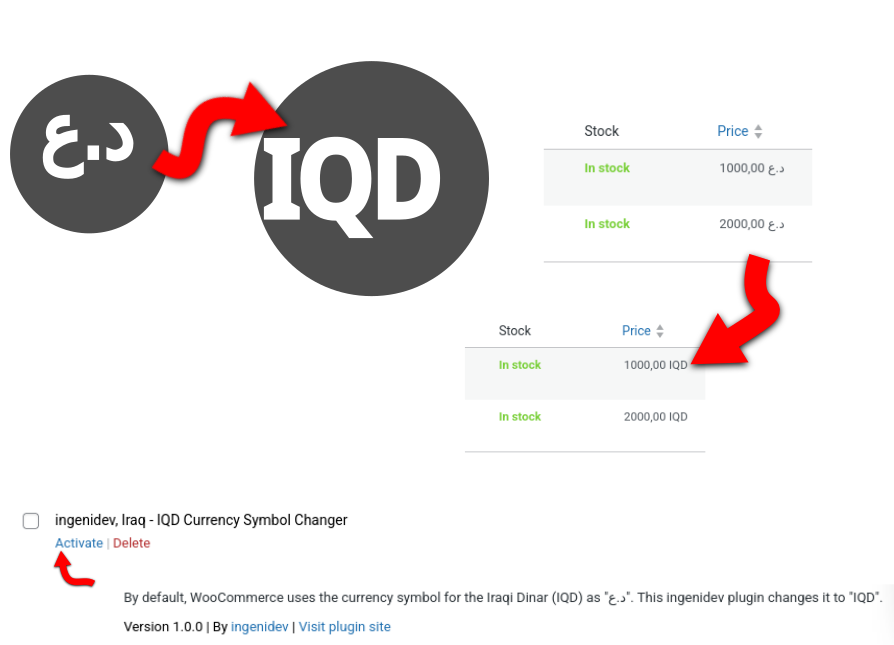 د.ع
IQD
Stock Price
In stock 1000,00 د.ع
In stock 2000,00 د.ع
Stock Price
In stock 1000,00 IQD
In stock 2000,00 IQD
ingenidev, Iraq - IQD Currency Symbol Changer
Activate | Delete
By default, WooCommerce uses the currency symbol for the Iraqi Dinar (IQD) as "د.ع". This ingenidev plugin changes it to "IQD".
Version 1.0.0 | By ingenidev | Visit plugin site